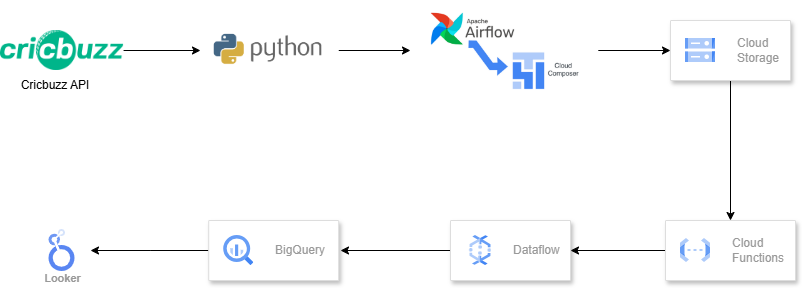 cricbuzz
Cricbuzz API
python
Apache
Airflow
Cloud
Composer
Cloud
Storage
Looker
BigQuery
Dataflow
Cloud
Functions